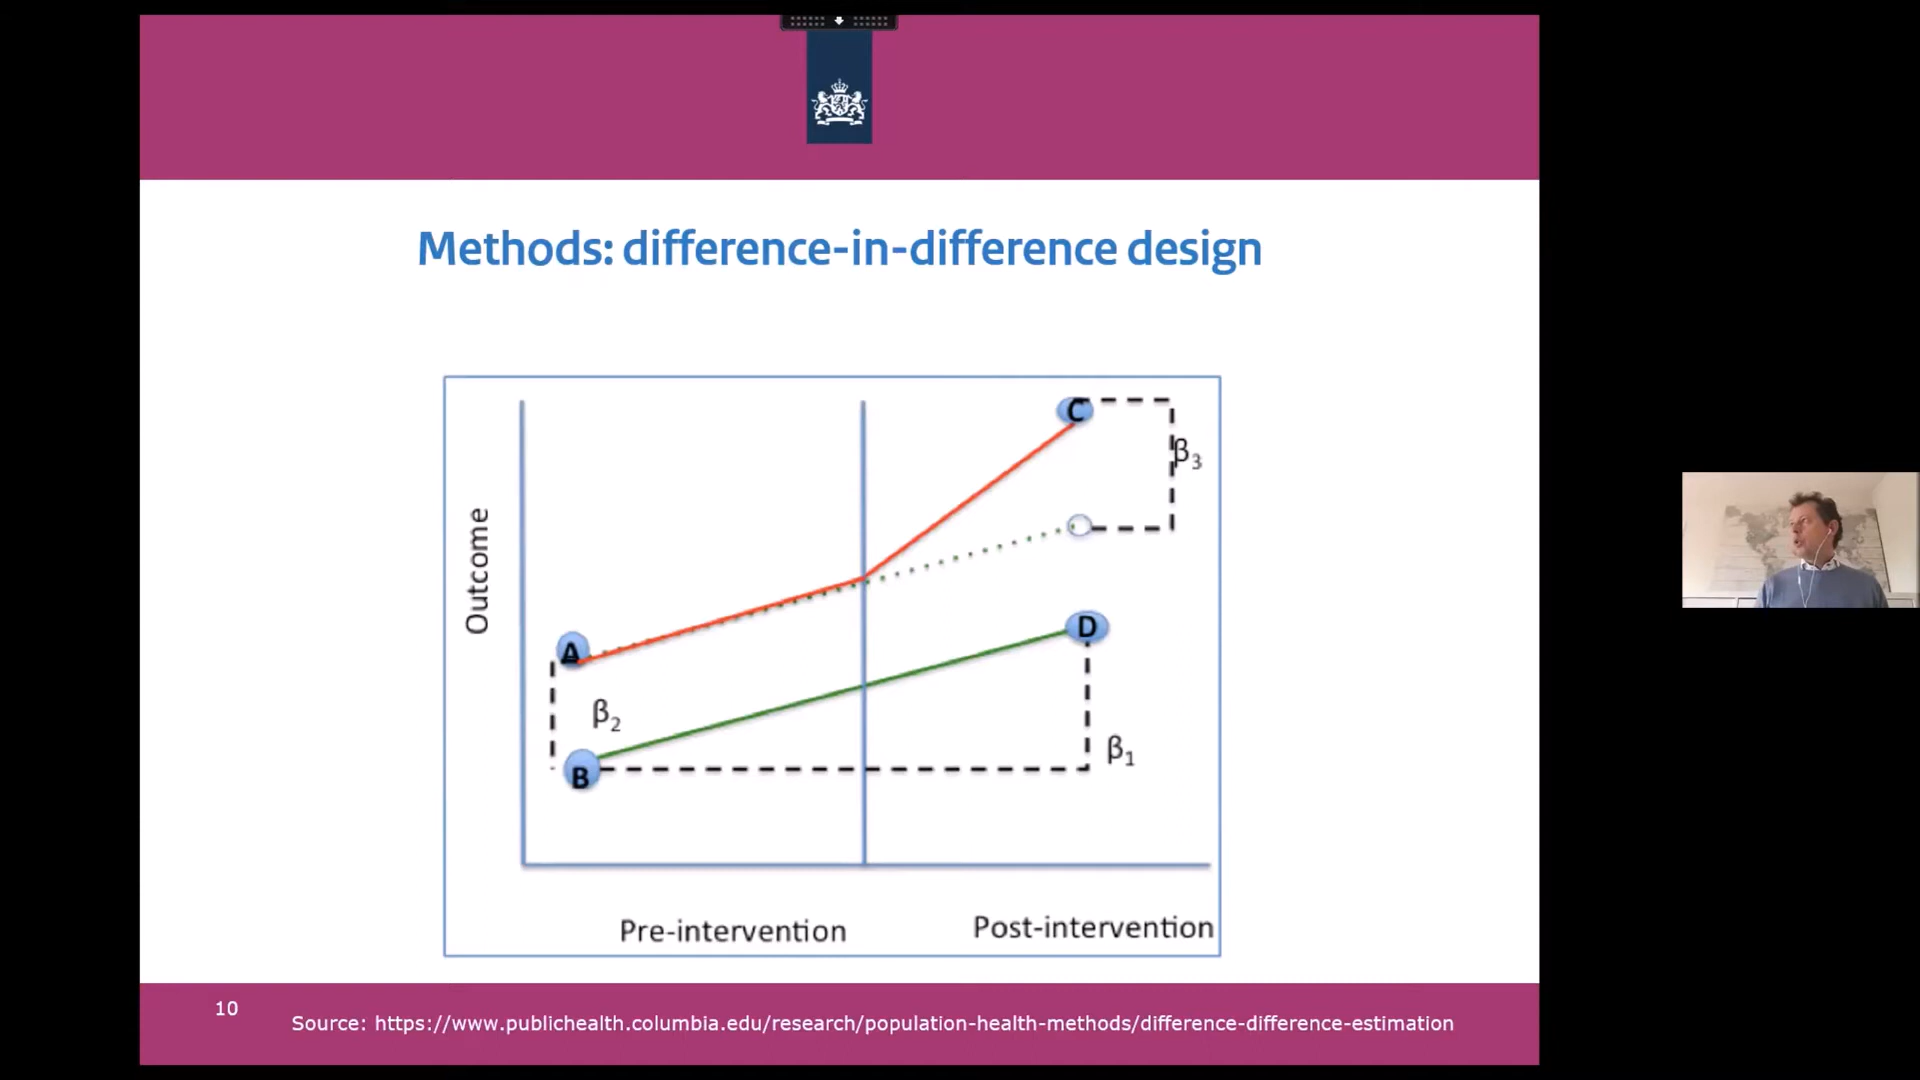 Methods: difference-in-difference design
C
β3
Outcome
A
D
β2
β1
B
Pre-intervention
Post-intervention
10
Source: https://www.publichealth.columbia.edu/research/population-health-methods/difference-difference-estimation